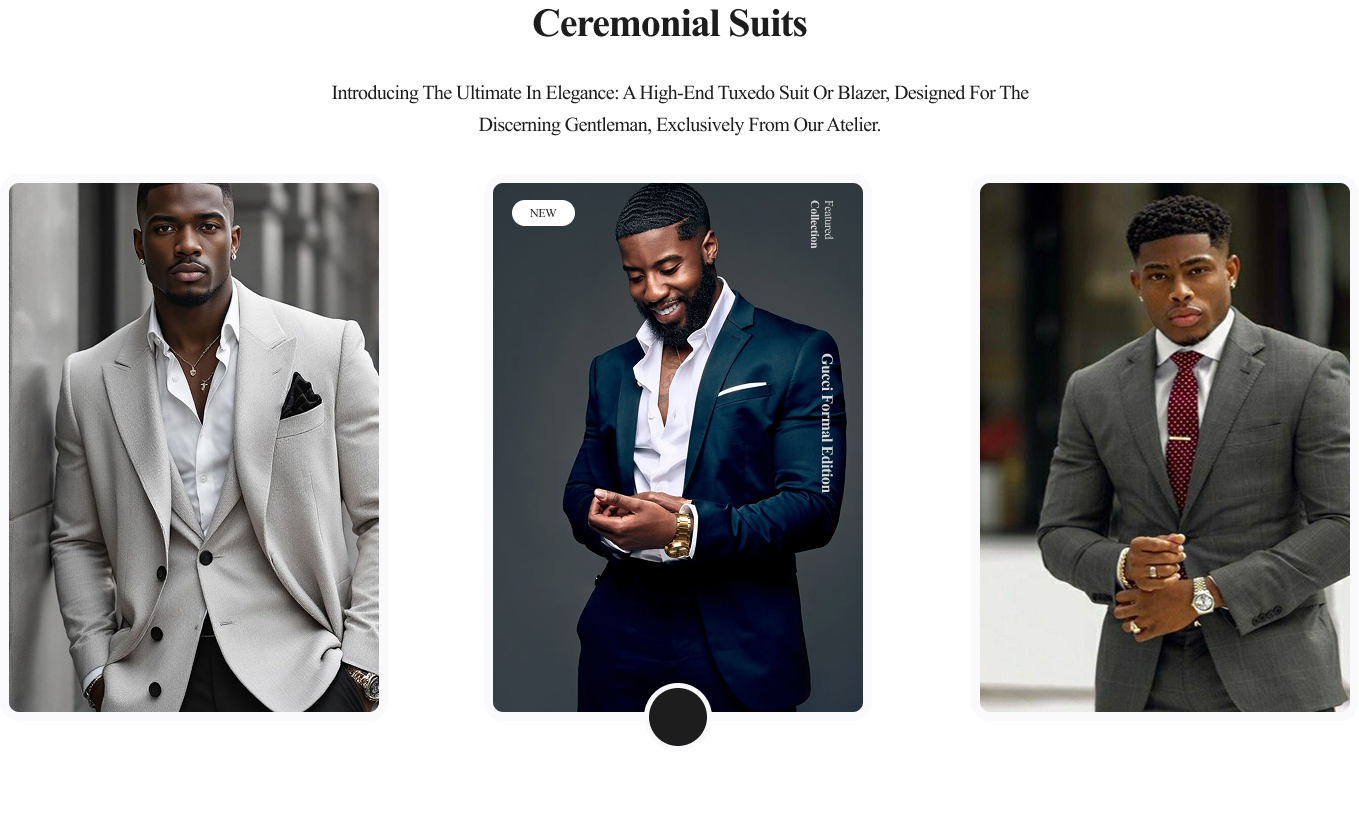 Ceremonial Suits
Introducing The Ultimate In Elegance: A High-End Tuxedo Suit Or Blazer, Designed For The
Discerning Gentleman, Exclusively From Our Atelier.
NEW
Featured
Collection
Gucci Formal Edition